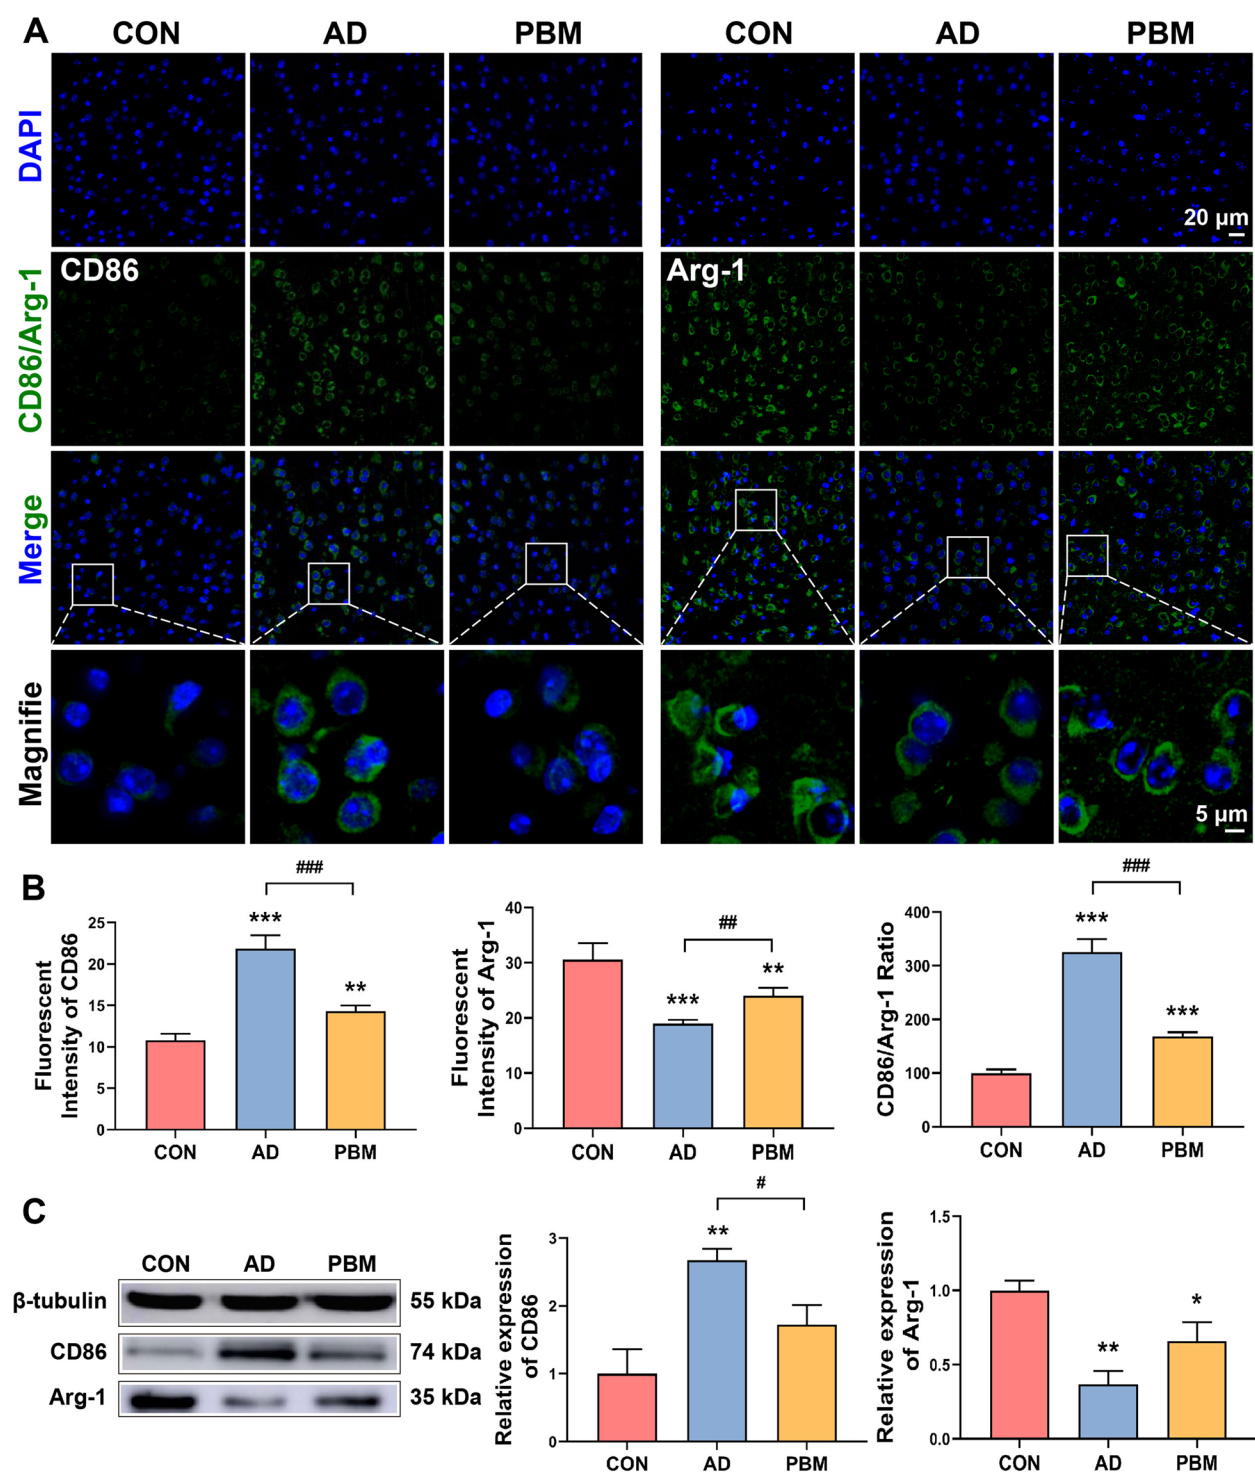 A
CON AD PBM CON AD PBM
DAPI
20 μm
CD86/Arg-1
CD86
Arg-1
Merge
Magnifie
5 μm
B
Fluorescent
Intensity of CD86
25
20
15
10
5
0
***
**
###
CON AD PBM
Fluorescent
Intensity of Arg-1
40
30
20
10
0
***
**
##
CON AD PBM
CD86/Arg-1 Ratio
400
300
200
100
0
***
***
###
CON AD PBM
C
CON AD PBM
β-tubulin 55 kDa
CD86 74 kDa
Arg-1 35 kDa
Relative expression
of CD86
3
2
1
0
**
#
CON AD PBM
Relative expression
of Arg-1
1.5
1.0
0.5
0.0
**
*
CON AD PBM